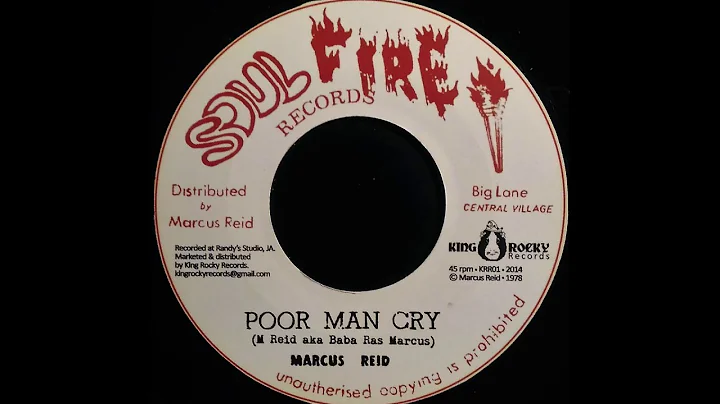 SOUL FIRE
RECORDS
Distributed
by
Marcus Reid
Big Lane
CENTRAL VILLAGE
Recorded at Randy's Studio, JA.
Marketed & distributed
by King Rocky Records.
kingrockyrecords@gmail.com
KING ROCKY
Records
45 rpm • KRR01 • 2014
© Marcus Reid • 1978
POOR MAN CRY
(M Reid aka Baba Ras Marcus)
MARCUS REID
unautherised copying is prohibited